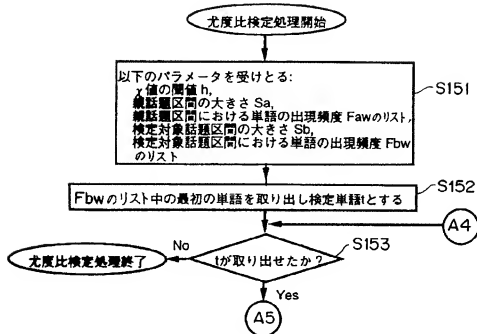 尤度比検定処理開始
以下のパラメータを受けとる:
χ値の閾値 h,
親話題区間の大きさ Sa,
親話題区間における単語の出現頻度 Fawのリスト,
検定対象話題区間の大きさ Sb,
検定対象話題区間における単語の出現頻度 Fbw
のリスト
S151
Fbwのリスト中の最初の単語を取り出し検定単語tとする
S152
A4
S153
tが取り出せたか?
No
尤度比検定処理終了
Yes
A5